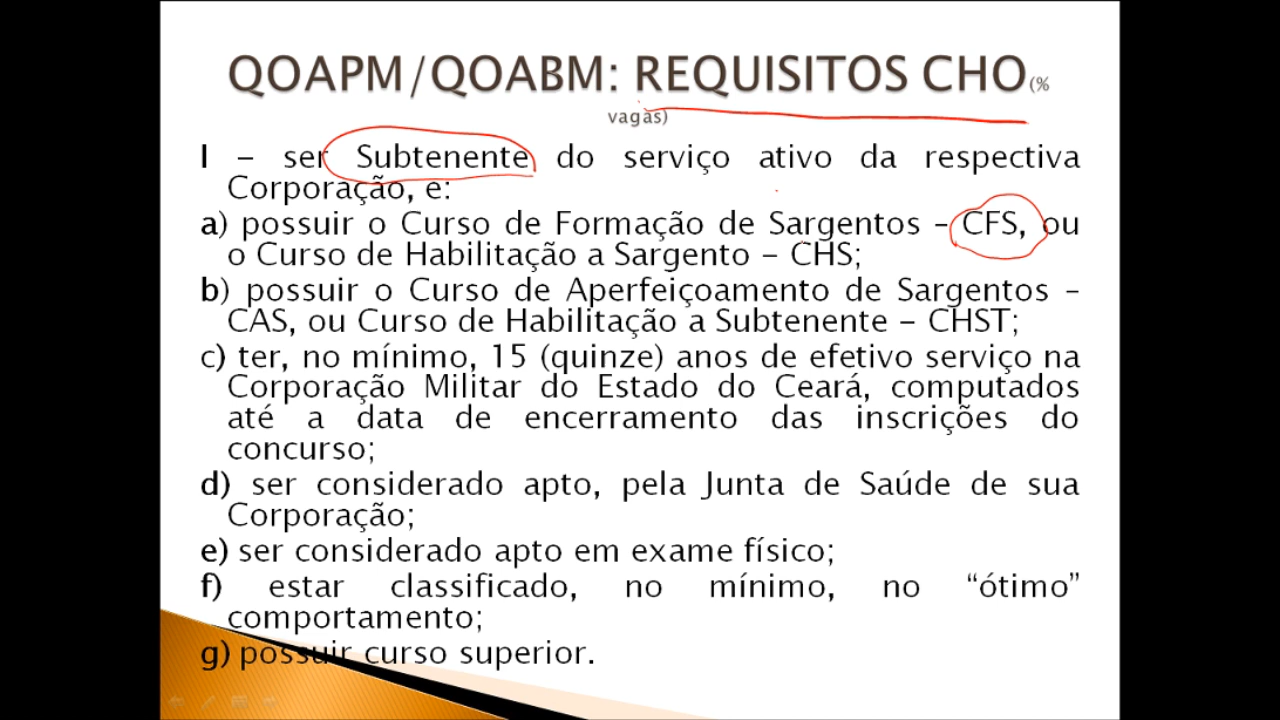 QOAPM/QOABM: REQUISITOS CHO(%
vagas)
I – ser Subtenente do serviço ativo da respectiva
Corporação, e:
a) possuir o Curso de Formação de Sargentos – CFS, ou
o Curso de Habilitação a Sargento – CHS;
b) possuir o Curso de Aperfeiçoamento de Sargentos –
CAS, ou Curso de Habilitação a Subtenente – CHST;
c) ter, no mínimo, 15 (quinze) anos de efetivo serviço na
Corporação Militar do Estado do Ceará, computados
até a data de encerramento das inscrições do
concurso;
d) ser considerado apto, pela Junta de Saúde de sua
Corporação;
e) ser considerado apto em exame físico;
f) estar classificado, no mínimo, no “ótimo”
comportamento;
g) possuir curso superior.